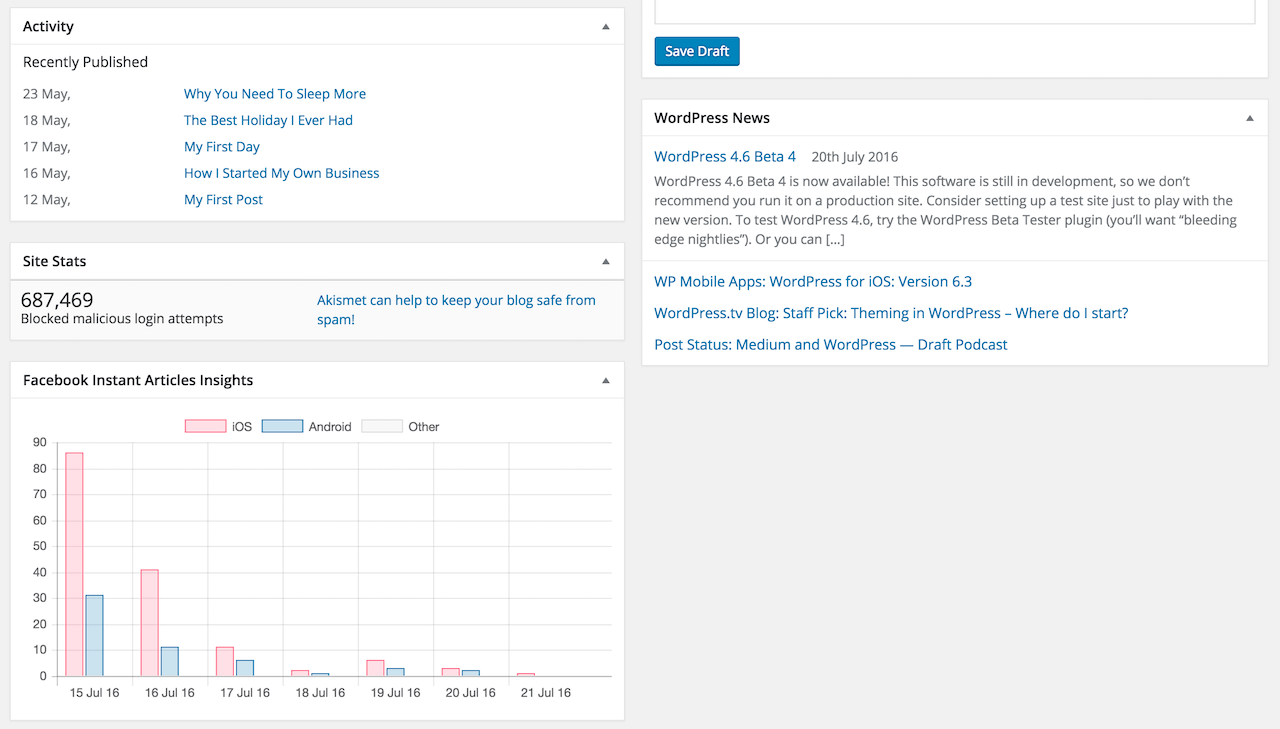 Activity
Recently Published
23 May, Why You Need To Sleep More
18 May, The Best Holiday I Ever Had
17 May, My First Day
16 May, How I Started My Own Business
12 May, My First Post
Site Stats
687,469
Blocked malicious login attempts
Akismet can help to keep your blog safe from
spam!
Facebook Instant Articles Insights
iOS Android Other
90
80
70
60
50
40
30
20
10
0
15 Jul 16 16 Jul 16 17 Jul 16 18 Jul 16 19 Jul 16 20 Jul 16 21 Jul 16
Save Draft
WordPress News
WordPress 4.6 Beta 4 20th July 2016
WordPress 4.6 Beta 4 is now available! This software is still in development, so we don’t
recommend you run it on a production site. Consider setting up a test site just to play with the
new version. To test WordPress 4.6, try the WordPress Beta Tester plugin (you’ll want “bleeding
edge nightlies”). Or you can [...]
WP Mobile Apps: WordPress for iOS: Version 6.3
WordPress.tv Blog: Staff Pick: Theming in WordPress – Where do I start?
Post Status: Medium and WordPress — Draft Podcast